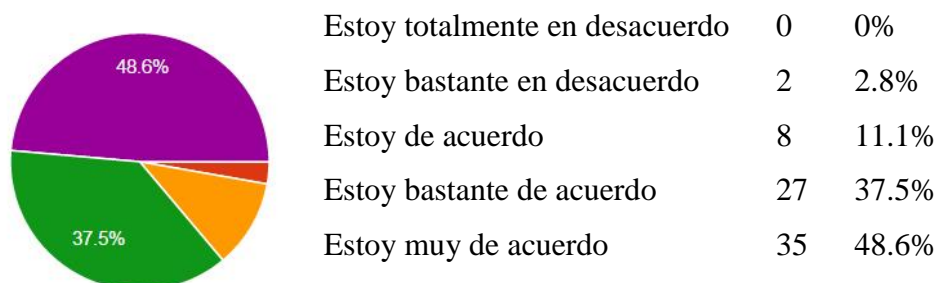 Estoy totalmente en desacuerdo 0 0%
Estoy bastante en desacuerdo 2 2.8%
Estoy de acuerdo 8 11.1%
Estoy bastante de acuerdo 27 37.5%
Estoy muy de acuerdo 35 48.6%
48.6%
37.5%